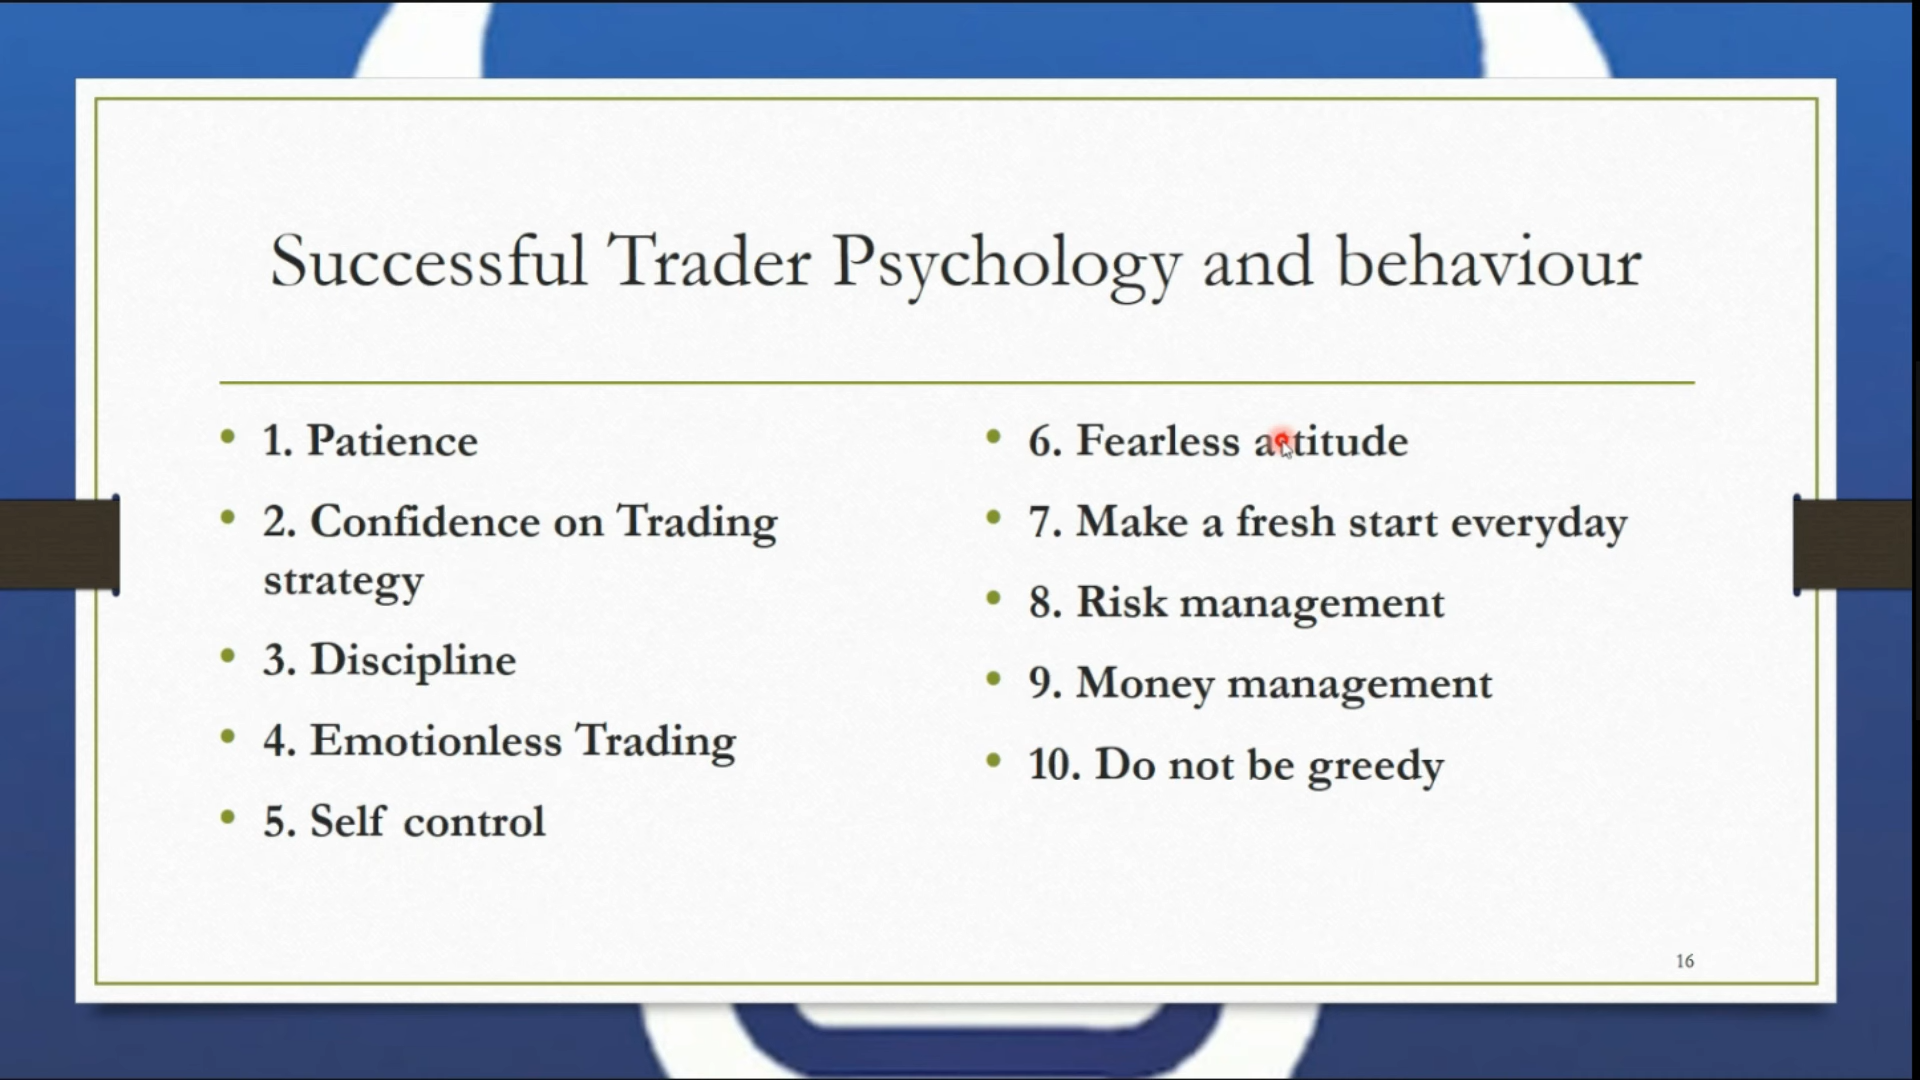 Successful Trader Psychology and behaviour
• 1. Patience
• 2. Confidence on Trading
strategy
• 3. Discipline
• 4. Emotionless Trading
• 5. Self control
• 6. Fearless attitude
• 7. Make a fresh start everyday
• 8. Risk management
• 9. Money management
• 10. Do not be greedy
16